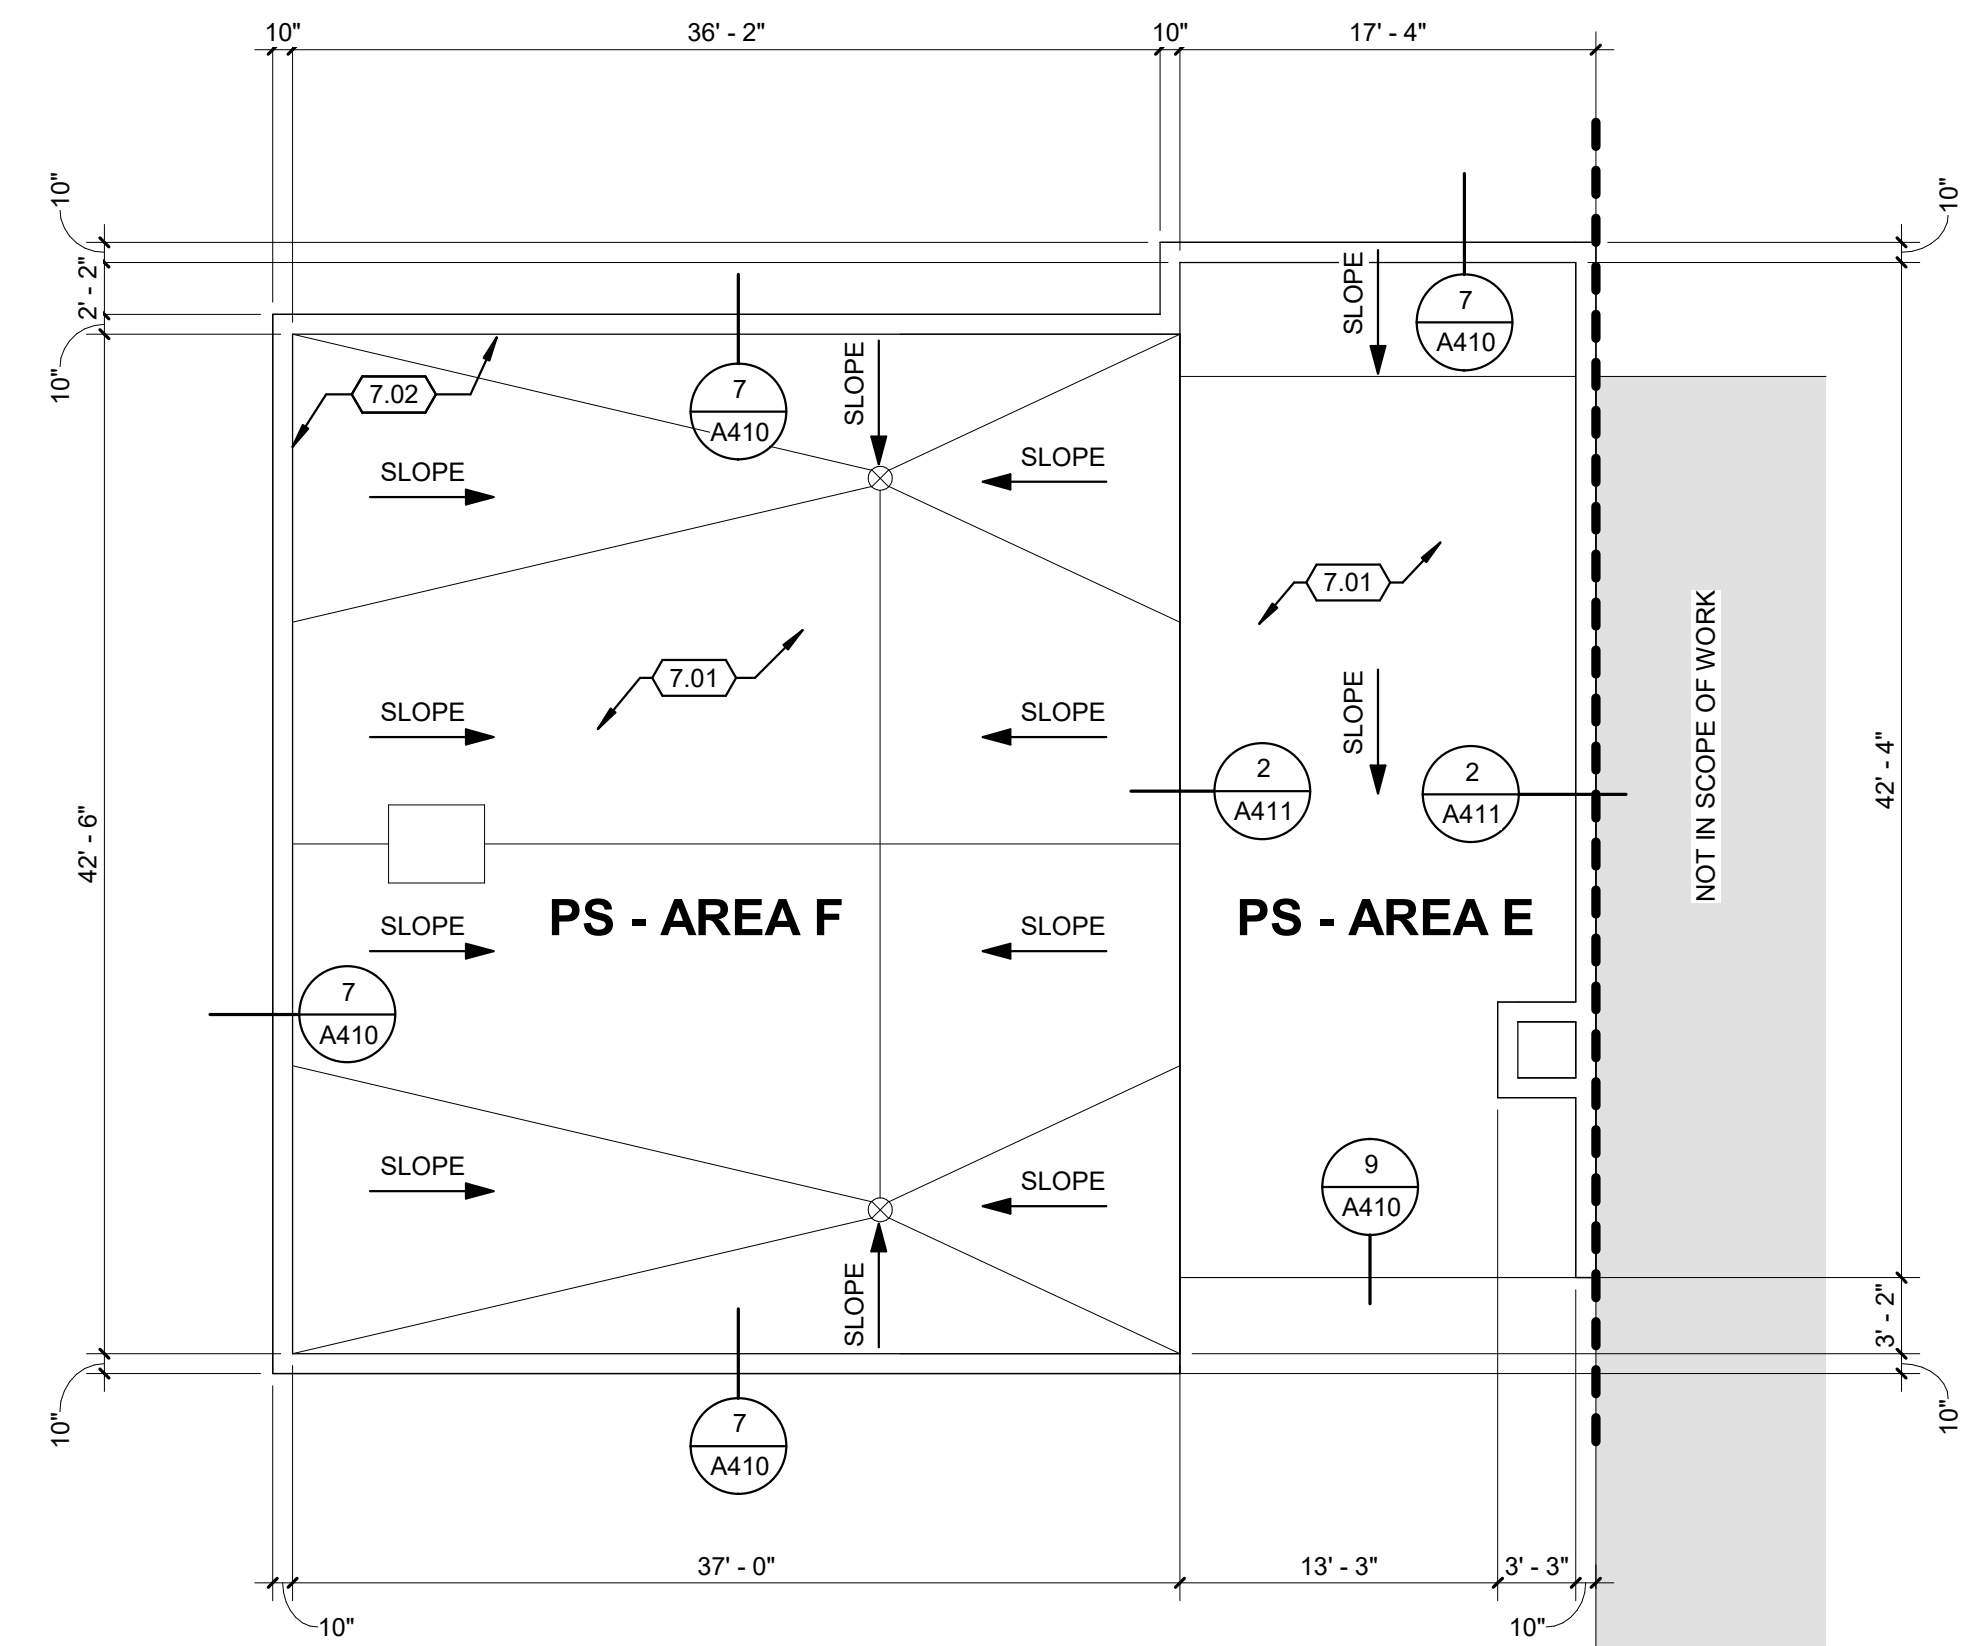 10"
36' - 2"
10"
17' - 4"
10"
10"
2' - 2"
10"
SLOPE
7
A410
7.02
7
A410
SLOPE
SLOPE
SLOPE
7.01
7.01
NOT IN SCOPE OF WORK
SLOPE
SLOPE
SLOPE
2
A411
2
A411
42' - 4"
42' - 6"
PS - AREA F
PS - AREA E
SLOPE
SLOPE
7
A410
SLOPE
SLOPE
9
A410
SLOPE
3' - 2"
10"
10"
7
A410
37' - 0"
13' - 3"
3' - 3"
10"
10"